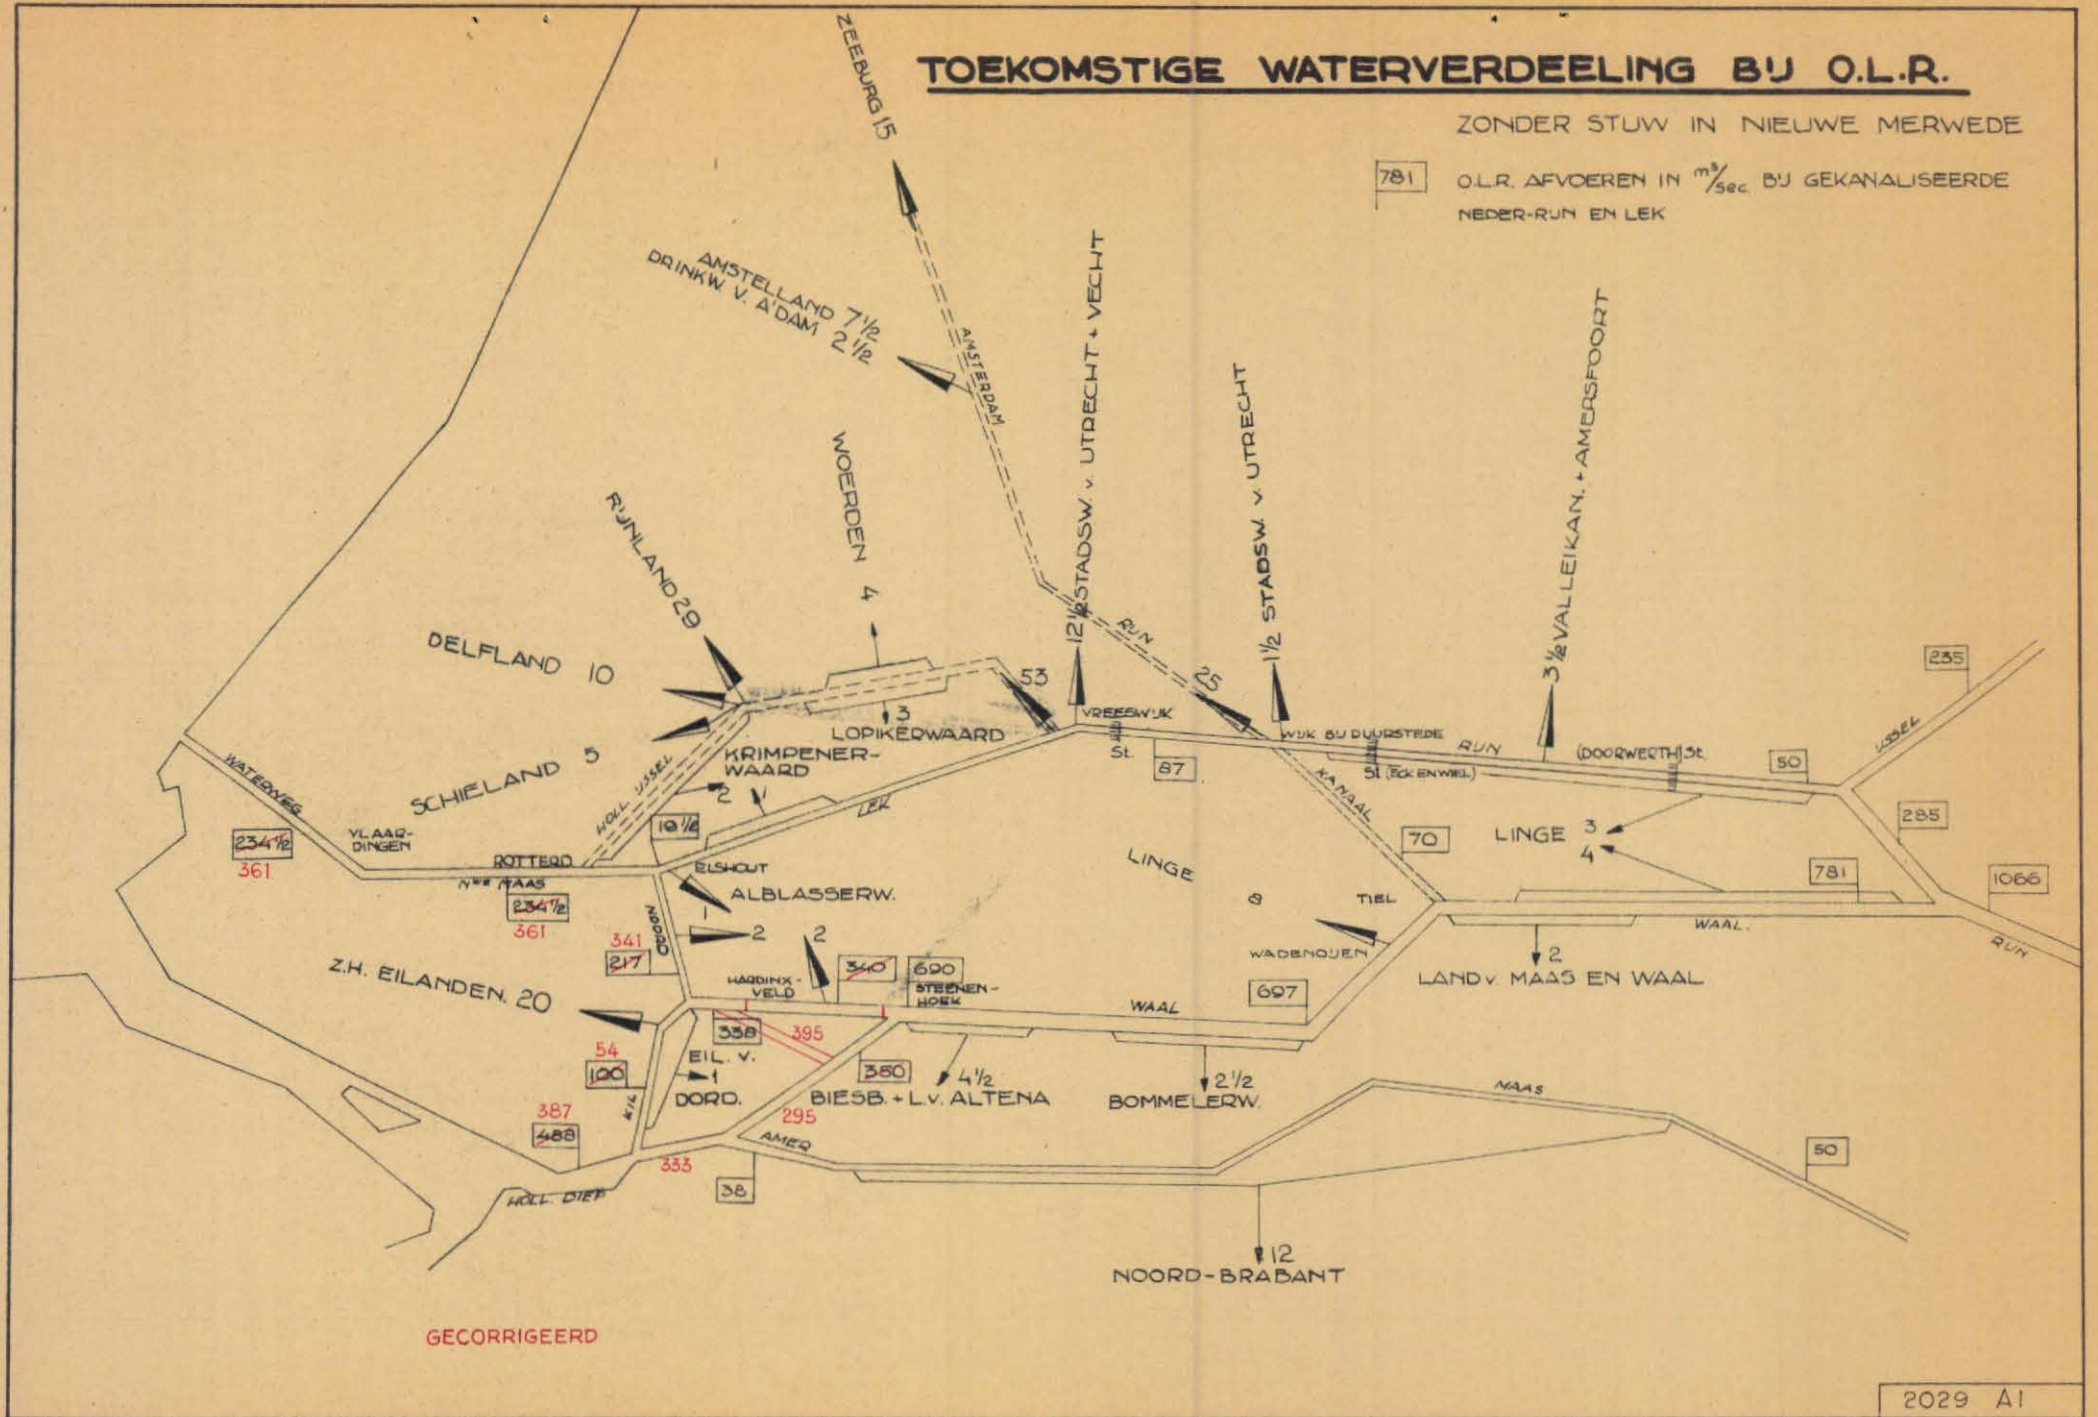 TOEKOMSTIGE WATERVERDEELING BIJ O.L.R.
ZONDER STUW IN NIEUWE MERWEDE
781 O.L.R. AFVOEREN IN m³/sec BIJ GEKANALISEERDE
NEDER-RIJN EN LEK
ZEEBURG 15
AMSTELLAND 7½
DRINKW. V. A'DAM 2½
AMSTERDAM
12½ STADSW. v. UTRECHT + VECHT
1½ STADSW. v. UTRECHT
3½ VALLEIKAN. + AMERSFOORT
WOERDEN 4
RIJNLAND 29
DELFLAND 10
SCHIELAND 5
53
RIJN
25
235
IJSSEL
3
LOPIKERWAARD
VREESWIJK
St.
87
WIJK BIJ DUURSTEDE
RIJN
St. (ECK EN WIEL)
(DOORWERTH) St.
50
KRIMPENER-
WAARD
2
1
HOLL. IJSSEL
LEK
KANAAL
285
WATERWEG
234½
361
VLAAR-
DINGEN
ROTTERD.
NWE MAAS
234½
361
19½
ELSHOUT
ALBLASSERW.
1
2
NOORD
341
217
LINGE
8
70
LINGE 3
4
781
1066
RIJN
TIEL
WAAL.
WADENOIJEN
2
LAND v. MAAS EN WAAL
697
Z.H. EILANDEN. 20
HARDINX-
VELD
2
340
690
STEENEN-
HOEK
WAAL
338
395
54
100
EIL. V.
1
DORD.
KIL
380
4½
BIESB. + L.V. ALTENA
2½
BOMMELERW.
MAAS
387
488
295
AMER
333
38
HOLL. DIEP
50
12
NOORD-BRABANT
GECORRIGEERD
2029 A1